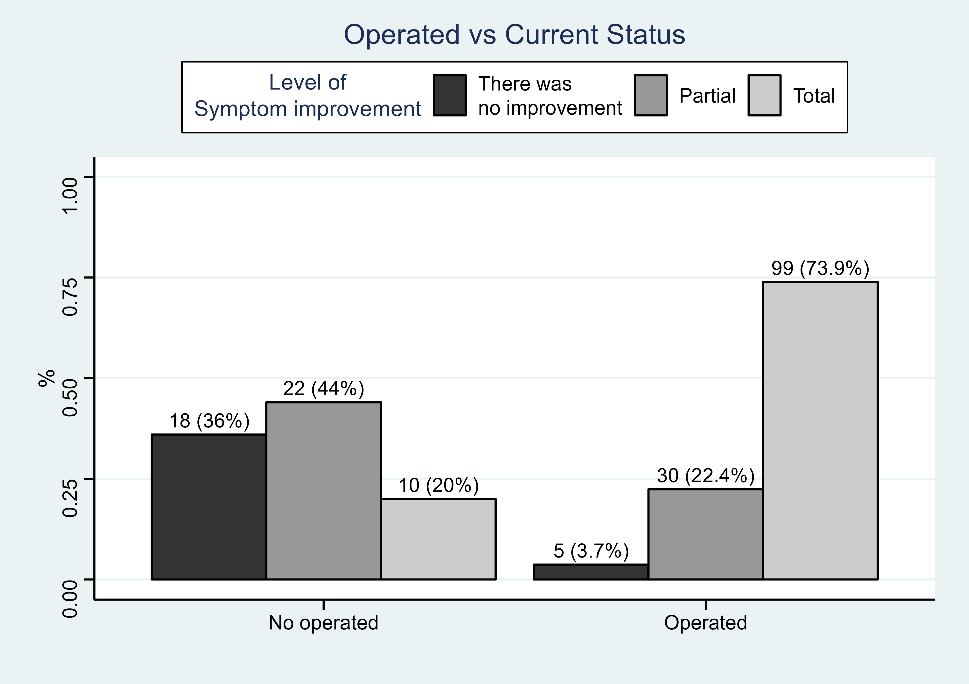 Operated vs Current Status
Level of
Symptom improvement
There was
no improvement
Partial
Total
%
1.00
0.75
0.50
0.25
0.00
18 (36%)
22 (44%)
10 (20%)
5 (3.7%)
30 (22.4%)
99 (73.9%)
No operated
Operated